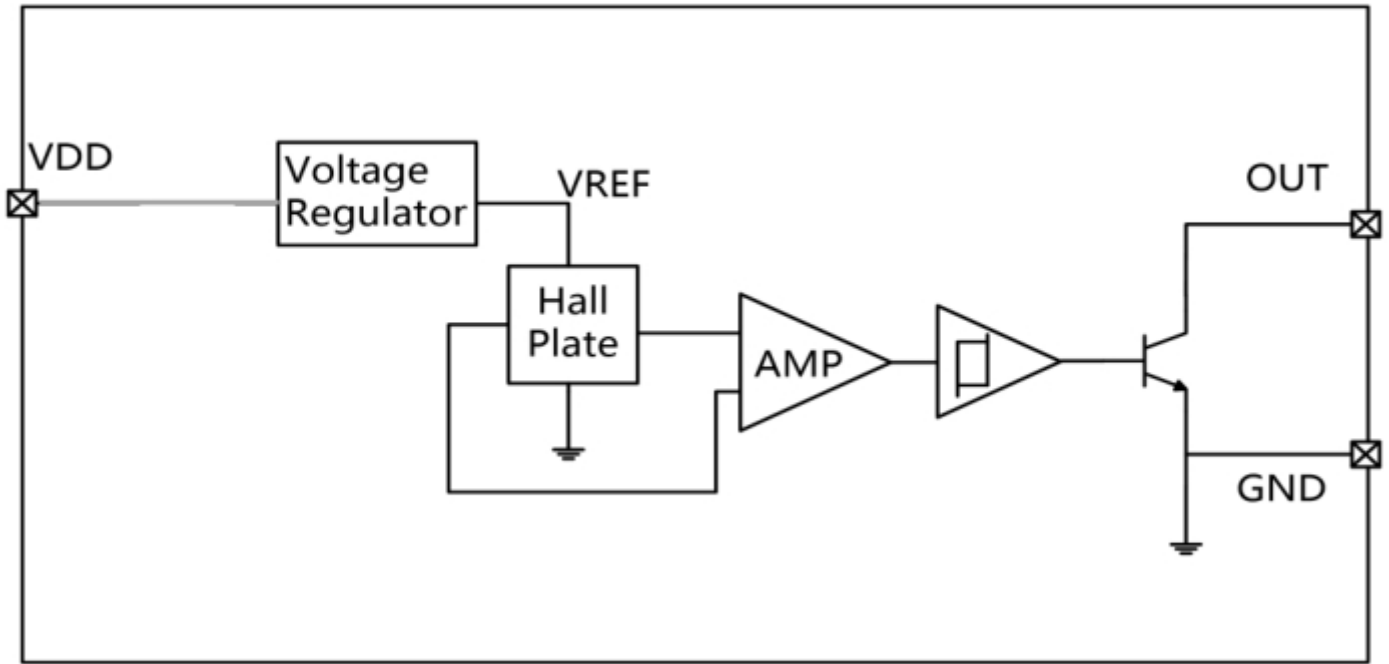 VDD
Voltage
Regulator
VREF
OUT
Hall
Plate
AMP
GND